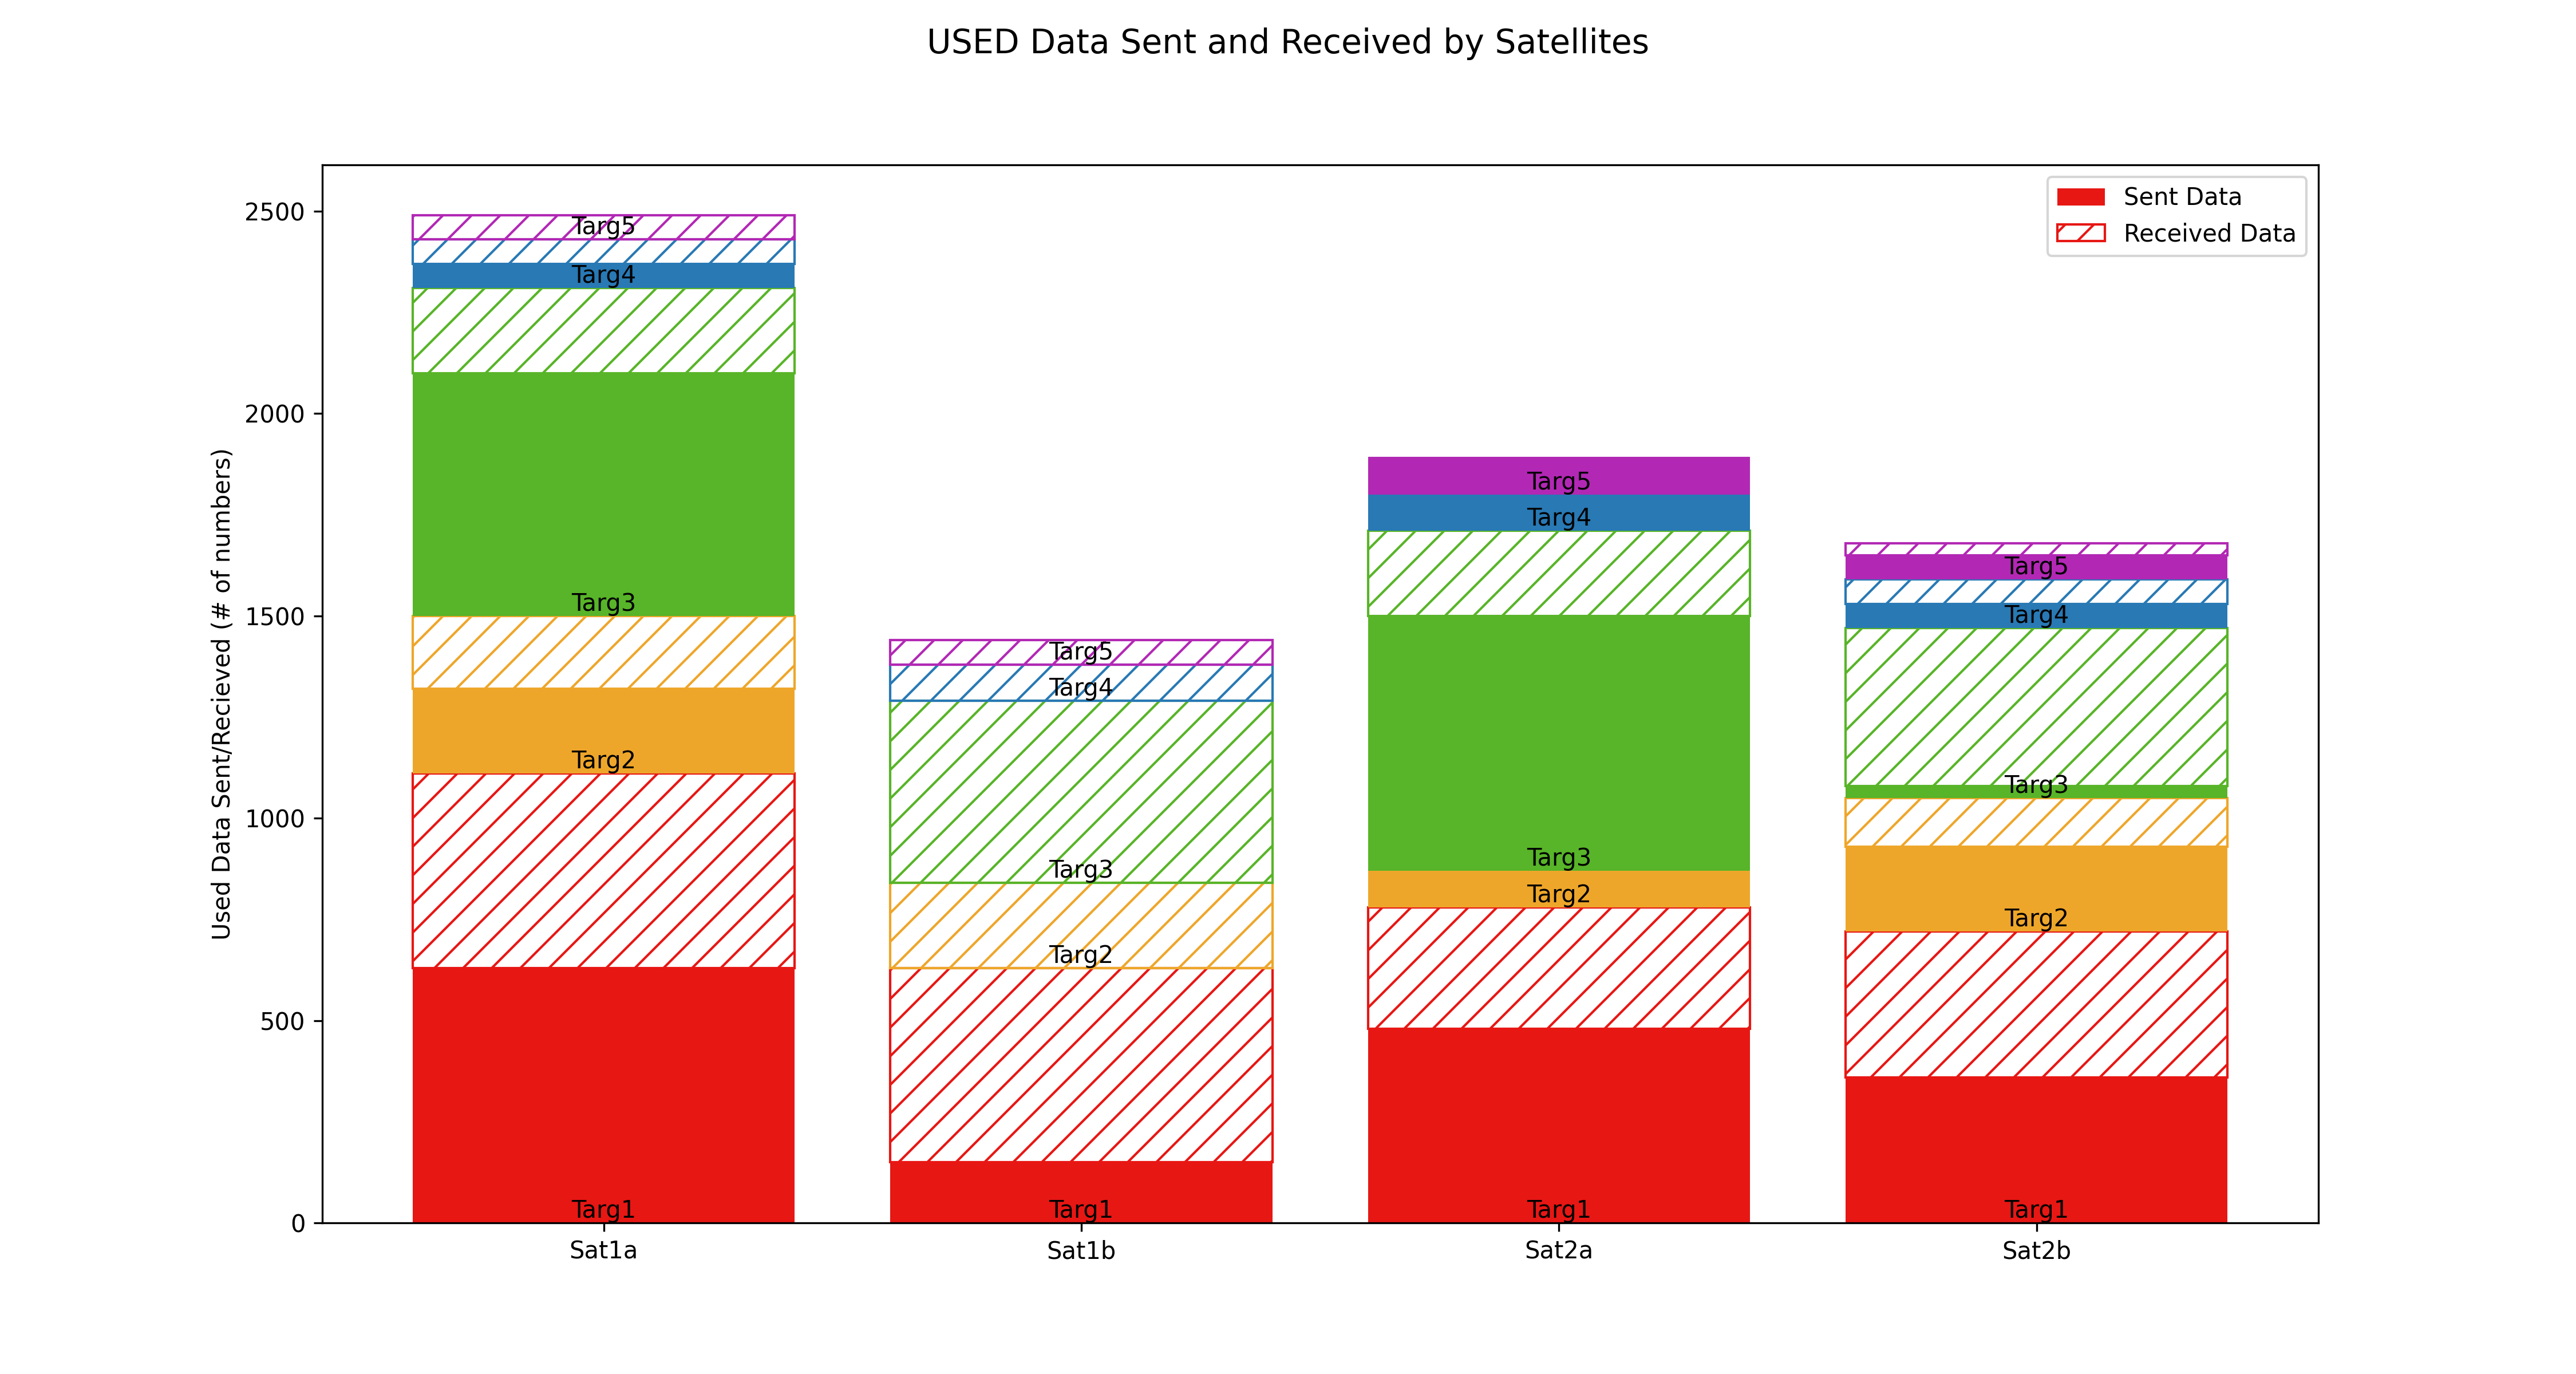 USED Data Sent and Received by Satellites
Sent Data
Received Data
Used Data Sent/Recieved (# of numbers)
2500
2000
1500
1000
500
0
Targ5
Targ4
Targ3
Targ2
Targ1
Targ5
Targ4
Targ3
Targ2
Targ1
Targ5
Targ4
Targ3
Targ2
Targ1
Targ5
Targ4
Targ3
Targ2
Targ1
Sat1a
Sat1b
Sat2a
Sat2b